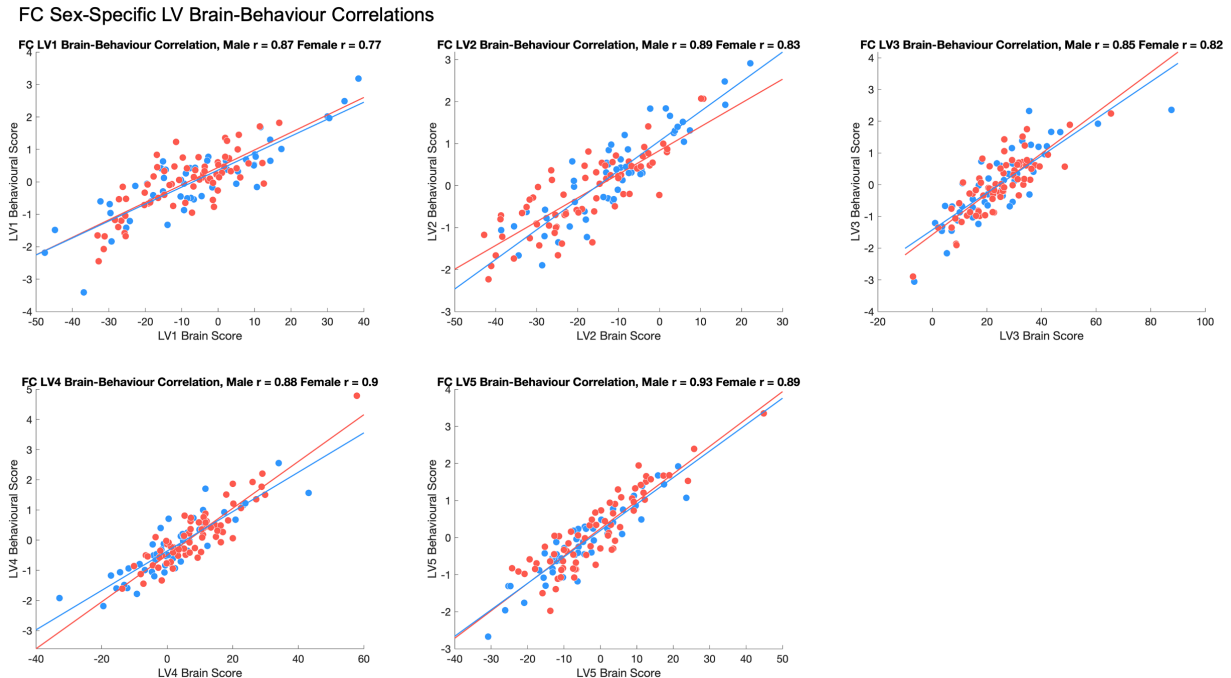 FC Sex-Specific LV Brain-Behaviour Correlations
FC LV1 Brain-Behaviour Correlation, Male r = 0.87 Female r = 0.77
4
3
2
1
0
-1
-2
-3
-4
LV1 Behavioural Score
-50 -40 -30 -20 -10 0 10 20 30 40
LV1 Brain Score
FC LV2 Brain-Behaviour Correlation, Male r = 0.89 Female r = 0.83
3
2
1
0
-1
-2
-3
LV2 Behavioural Score
-50 -40 -30 -20 -10 0 10 20 30
LV2 Brain Score
FC LV3 Brain-Behaviour Correlation, Male r = 0.85 Female r = 0.82
4
3
2
1
0
-1
-2
-3
-4
LV3 Behavioural Score
-20 0 20 40 60 80 100
LV3 Brain Score
FC LV4 Brain-Behaviour Correlation, Male r = 0.88 Female r = 0.9
5
4
3
2
1
0
-1
-2
-3
LV4 Behavioural Score
-40 -20 0 20 40 60
LV4 Brain Score
FC LV5 Brain-Behaviour Correlation, Male r = 0.93 Female r = 0.89
4
3
2
1
0
-1
-2
-3
LV5 Behavioural Score
-40 -30 -20 -10 0 10 20 30 40 50
LV5 Brain Score